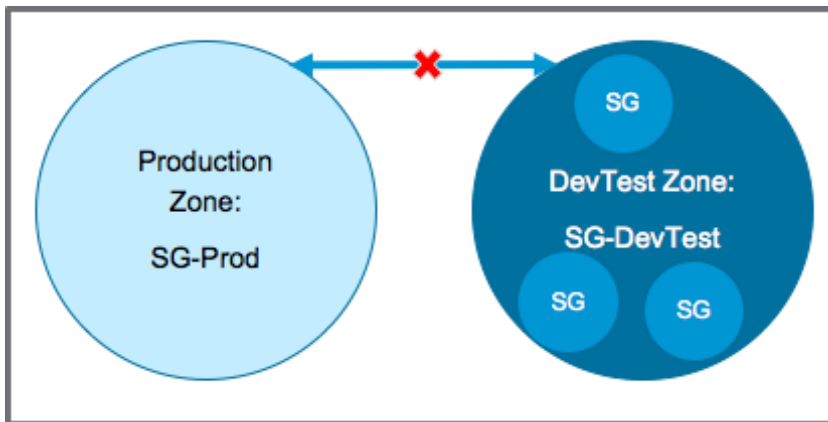 Production
Zone:
SG-Prod
SG
DevTest Zone:
SG-DevTest
SG
SG